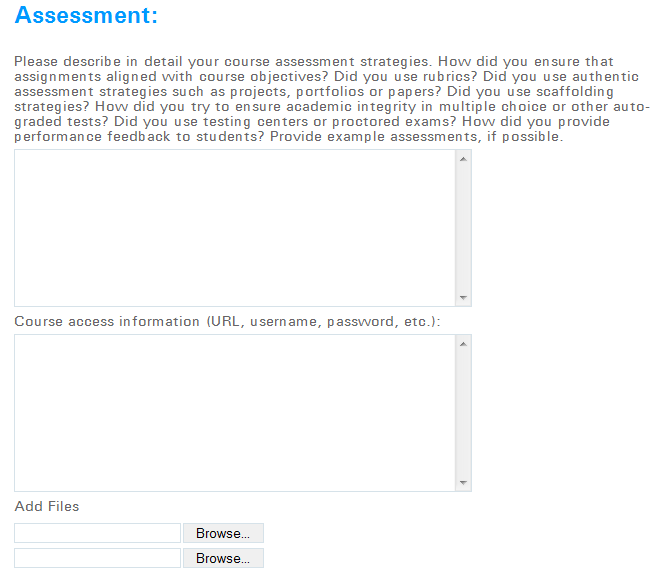 Assessment:
Please describe in detail your course assessment strategies. How did you ensure that
assignments aligned with course objectives? Did you use rubrics? Did you use authentic
assessment strategies such as projects, portfolios or papers? Did you use scaffolding
strategies? How did you try to ensure academic integrity in multiple choice or other auto-
graded tests? Did you use testing centers or proctored exams? How did you provide
performance feedback to students? Provide example assessments, if possible.
Course access information (URL, username, password, etc.):
Add Files
Browse...
Browse...